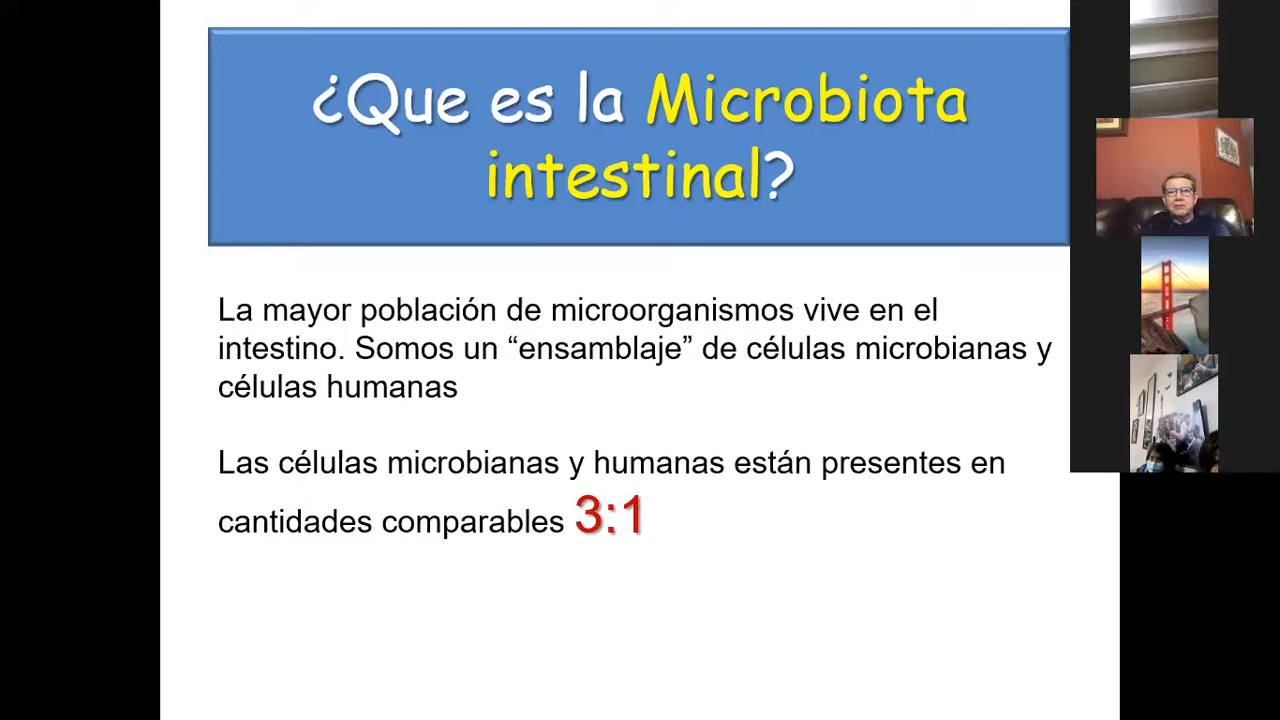 ¿Que es la Microbiota
intestinal?
La mayor población de microorganismos vive en el
intestino. Somos un “ensamblaje” de células microbianas y
células humanas
Las células microbianas y humanas están presentes en
cantidades comparables 3:1